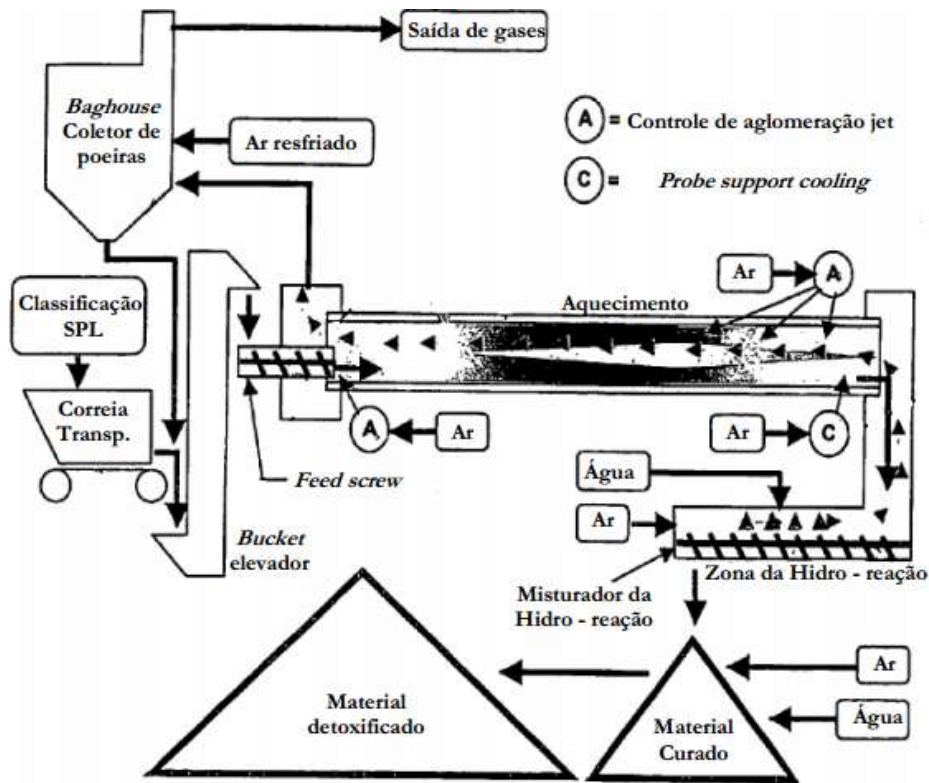 Saída de gases
Baghouse
Coletor de
poeiras
Ar resfriado
A = Controle de aglomeração jet
C = Probe support cooling
Classificação
SPL
Ar
A
Aquecimento
Correia
Transp.
A
Ar
Ar
C
Feed screw
Água
Ar
Bucket
elevador
Zona da Hidro - reação
Misturador da
Hidro - reação
Ar
Material
detoxificado
Material
Curado
Água